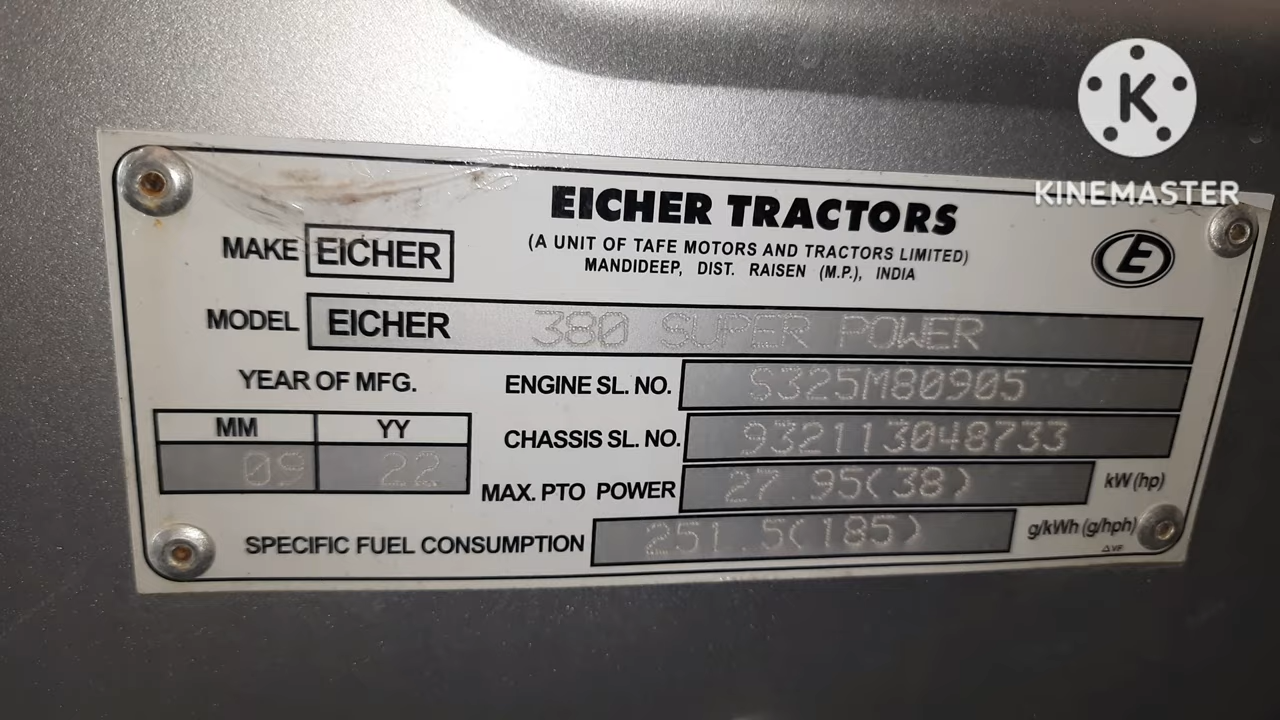 K
KINEMASTER
EICHER TRACTORS
(A UNIT OF TAFE MOTORS AND TRACTORS LIMITED)
MANDIDEEP, DIST. RAISEN (M.P.), INDIA
E
MAKE EICHER
MODEL EICHER 380 SUPER POWER
YEAR OF MFG.
MM YY
09 22
ENGINE SL. NO. S325M80905
CHASSIS SL. NO. 932113048733
MAX. PTO POWER 27.95(38) kW (hp)
SPECIFIC FUEL CONSUMPTION 251.5(185) g/kWh (g/hph)